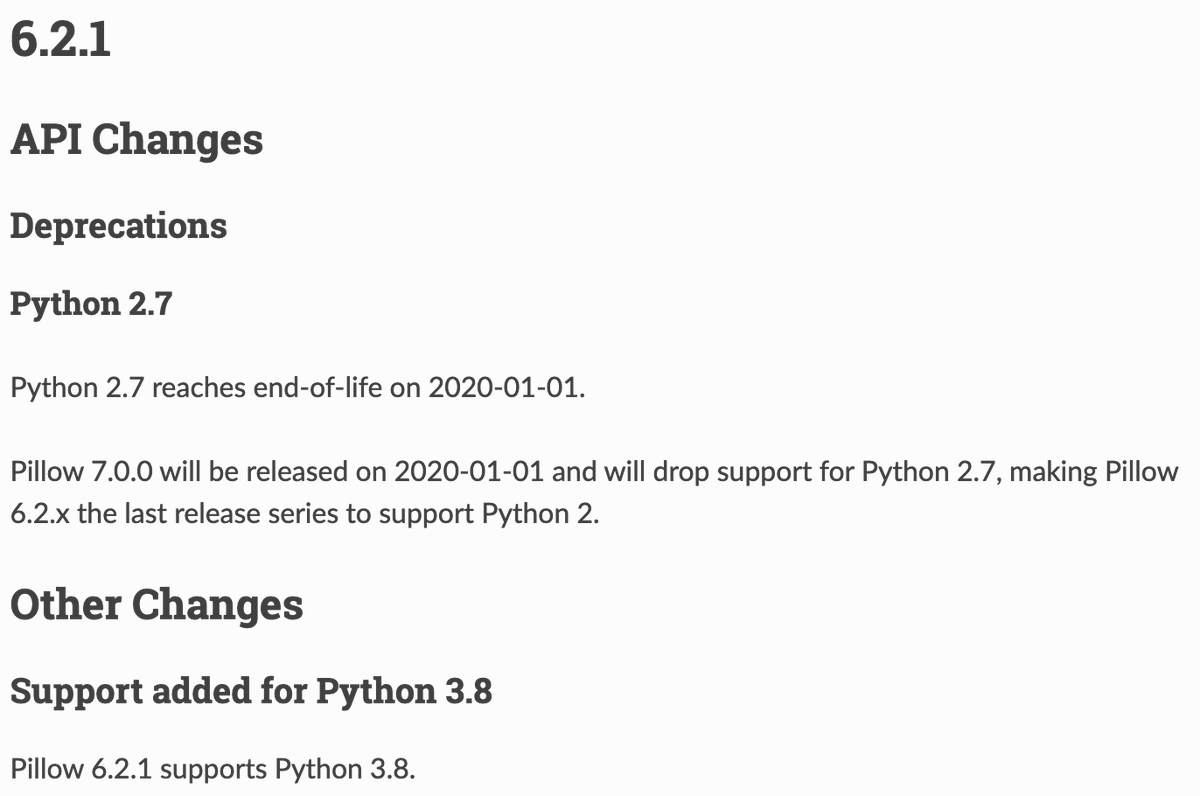 6.2.1
API Changes
Deprecations
Python 2.7
Python 2.7 reaches end-of-life on 2020-01-01.
Pillow 7.0.0 will be released on 2020-01-01 and will drop support for Python 2.7, making Pillow
6.2.x the last release series to support Python 2.
Other Changes
Support added for Python 3.8
Pillow 6.2.1 supports Python 3.8.